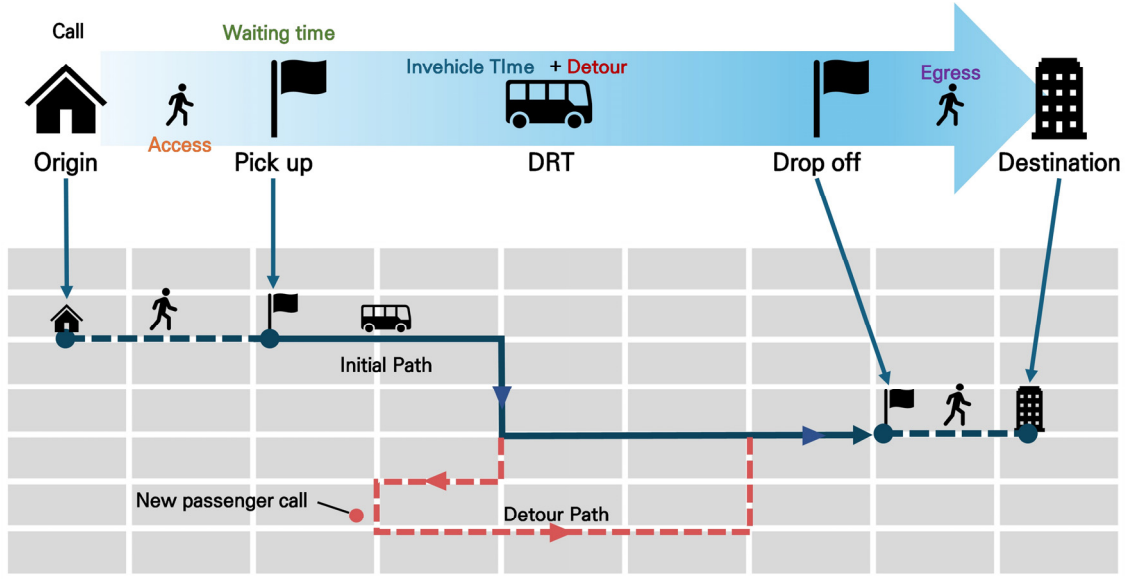 Call
Waiting time
Invehicle TIme + Detour
Egress
Access
Origin
Pick up
DRT
Drop off
Destination
Initial Path
New passenger call
Detour Path